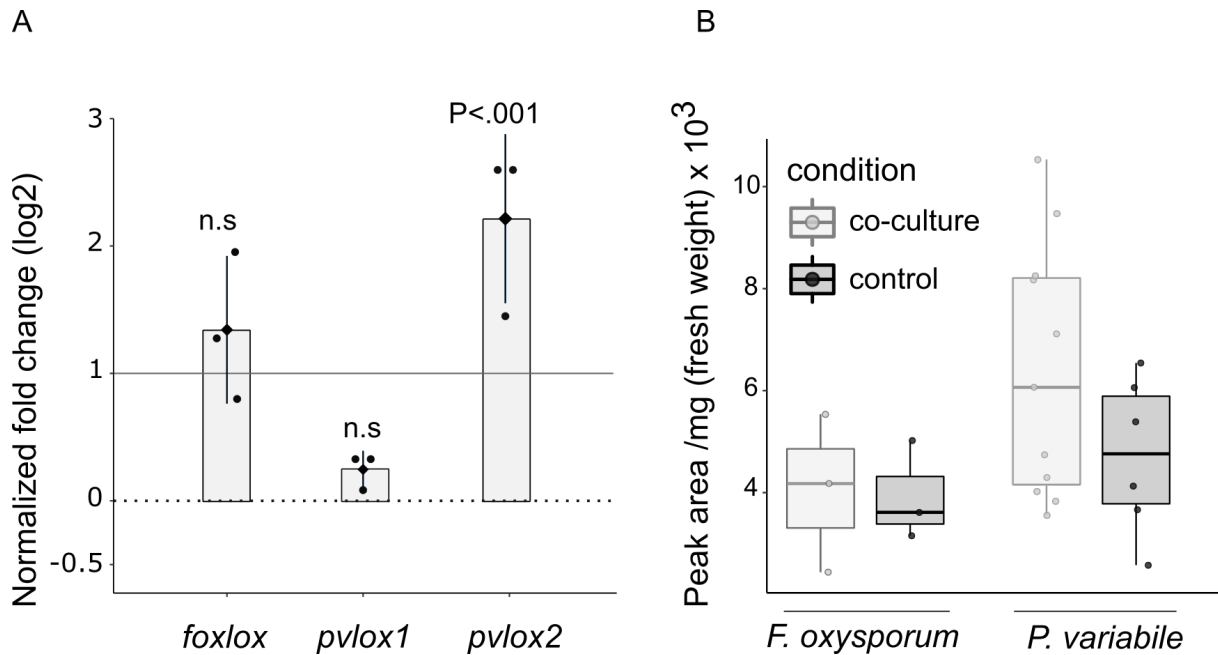 A
Normalized fold change (log2)
3
2
1
0
-0.5
n.s
n.s
P<.001
foxlox pvlox1 pvlox2
B
Peak area /mg (fresh weight) x 10³
10
8
6
4
condition
co-culture
control
F. oxysporum P. variabile